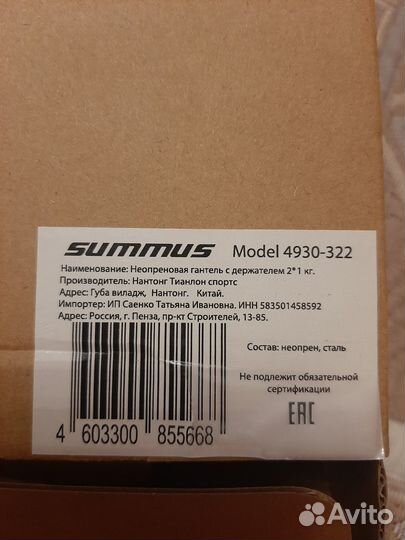 SUMMUS Model 4930-322
Наименование: Неопреновая гантель с держателем 2*1 кг.
Производитель: Нантонг Тианлон спортс
Адрес: Губа виладж, Нантонг. Китай.
Импортер: ИП Саенко Татьяна Ивановна. ИНН 583501458592
Адрес: Россия, г. Пенза, пр-кт Строителей, 13-85.
Состав: неопрен, сталь
Не подлежит обязательной
сертификации
EAC
4 603300 855668
Avito